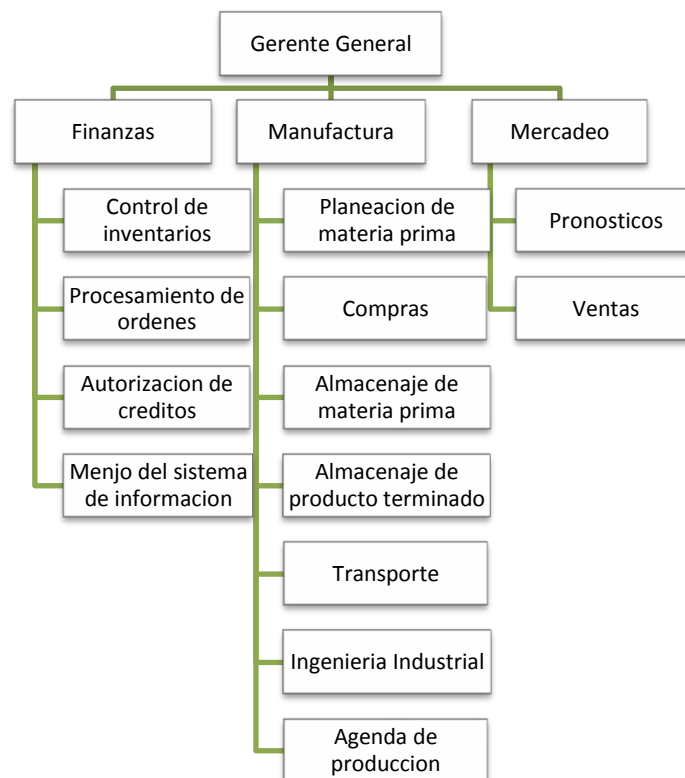 Gerente General
Finanzas
Manufactura
Mercadeo
Control de
inventarios
Procesamiento de
ordenes
Autorizacion de
creditos
Menjo del sistema
de informacion
Planeacion de
materia prima
Compras
Almacenaje de
materia prima
Almacenaje de
producto terminado
Transporte
Ingenieria Industrial
Agenda de
produccion
Pronosticos
Ventas